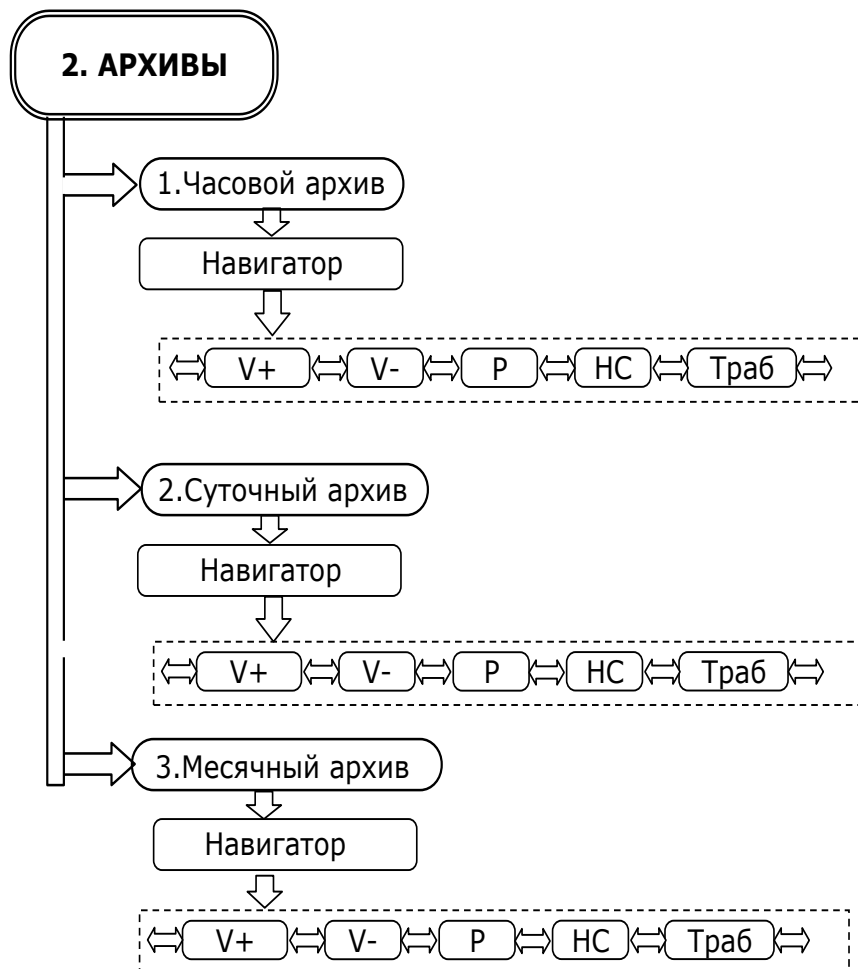 2. АРХИВЫ
1.Часовой архив
Навигатор
V+ V- P НС Траб
2.Суточный архив
Навигатор
V+ V- P НС Траб
3.Месячный архив
Навигатор
V+ V- P НС Траб